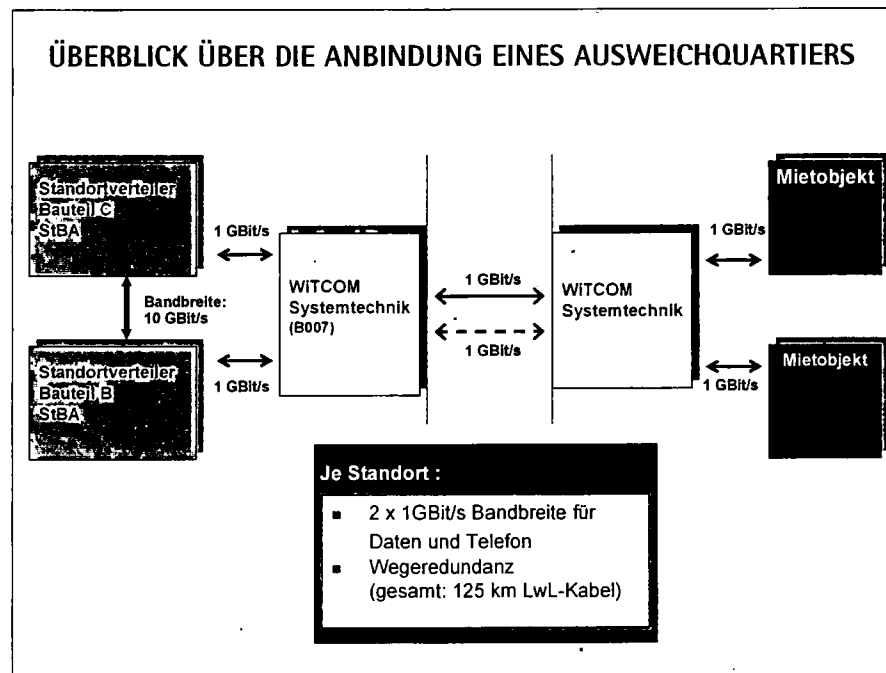 ÜBERBLICK ÜBER DIE ANBINDUNG EINES AUSWEICHQUARTIERS
Standortverteiler
Bauteil C
StBA
1 GBit/s
Bandbreite:
10 GBit/s
Standortverteiler
Bauteil B
StBA
1 GBit/s
WiTCOM
Systemtechnik
(B007)
1 GBit/s
1 GBit/s
WiTCOM
Systemtechnik
1 GBit/s
1 GBit/s
Mietobjekt
Mietobjekt
Je Standort :
■ 2 x 1GBit/s Bandbreite für
Daten und Telefon
■ Wegeredundanz
(gesamt: 125 km LwL-Kabel)